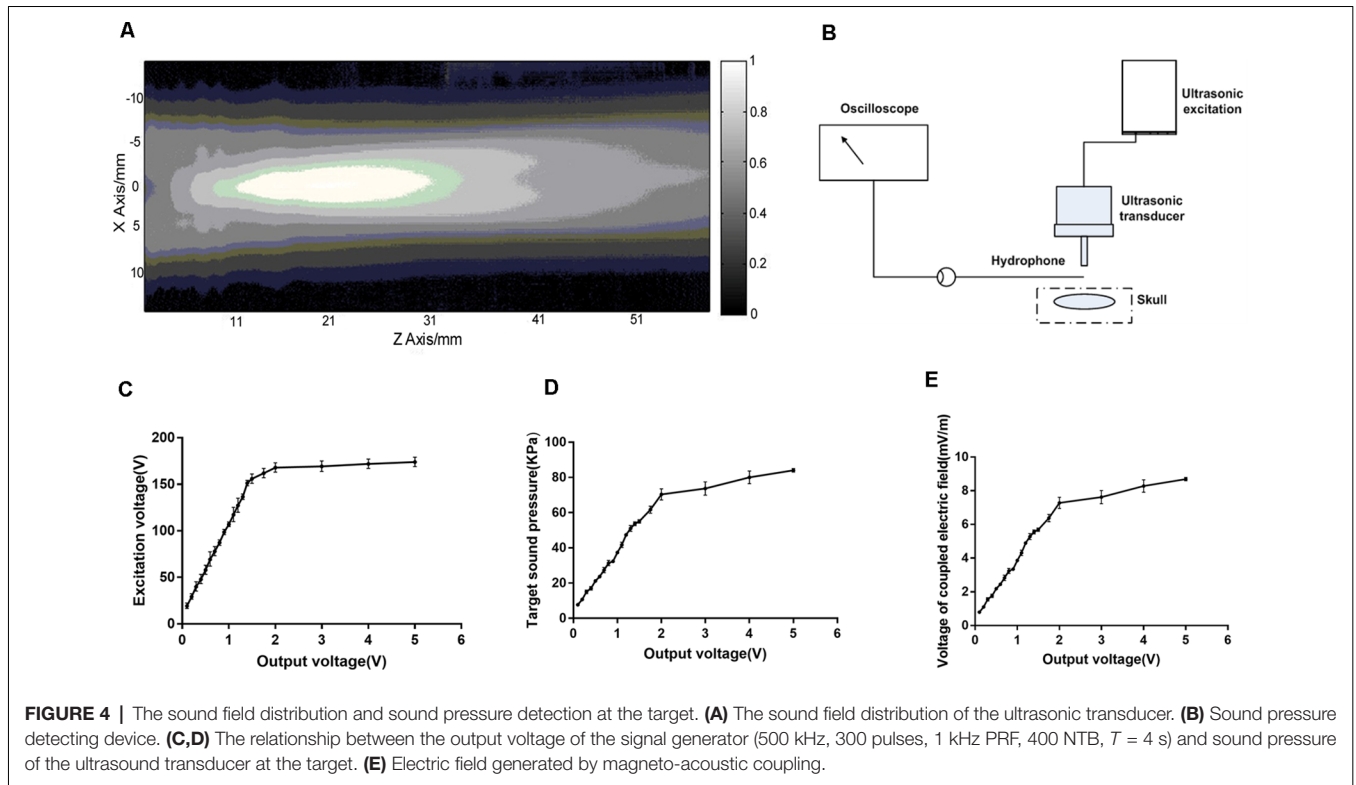 A
-10
-5
0
5
10
X Axis/mm
11 21 31 41 51
Z Axis/mm
1
0.8
0.6
0.4
0.2
0
B
Oscilloscope
Ultrasonic
excitation
Ultrasonic
transducer
Hydrophone
Skull
C
Excitation voltage(V)
200
150
100
50
0
0 1 2 3 4 5 6
Output voltage(V)
D
Target sound pressure(KPa)
100
80
60
40
20
0
0 1 2 3 4 5 6
Output voltage(V)
E
Voltage of coupled electric field(mV/m)
10
8
6
4
2
0
0 1 2 3 4 5 6
Output voltage(V)
FIGURE 4 | The sound field distribution and sound pressure detection at the target. (A) The sound field distribution of the ultrasonic transducer. (B) Sound pressure
detecting device. (C,D) The relationship between the output voltage of the signal generator (500 kHz, 300 pulses, 1 kHz PRF, 400 NTB, T = 4 s) and sound pressure
of the ultrasound transducer at the target. (E) Electric field generated by magneto-acoustic coupling.